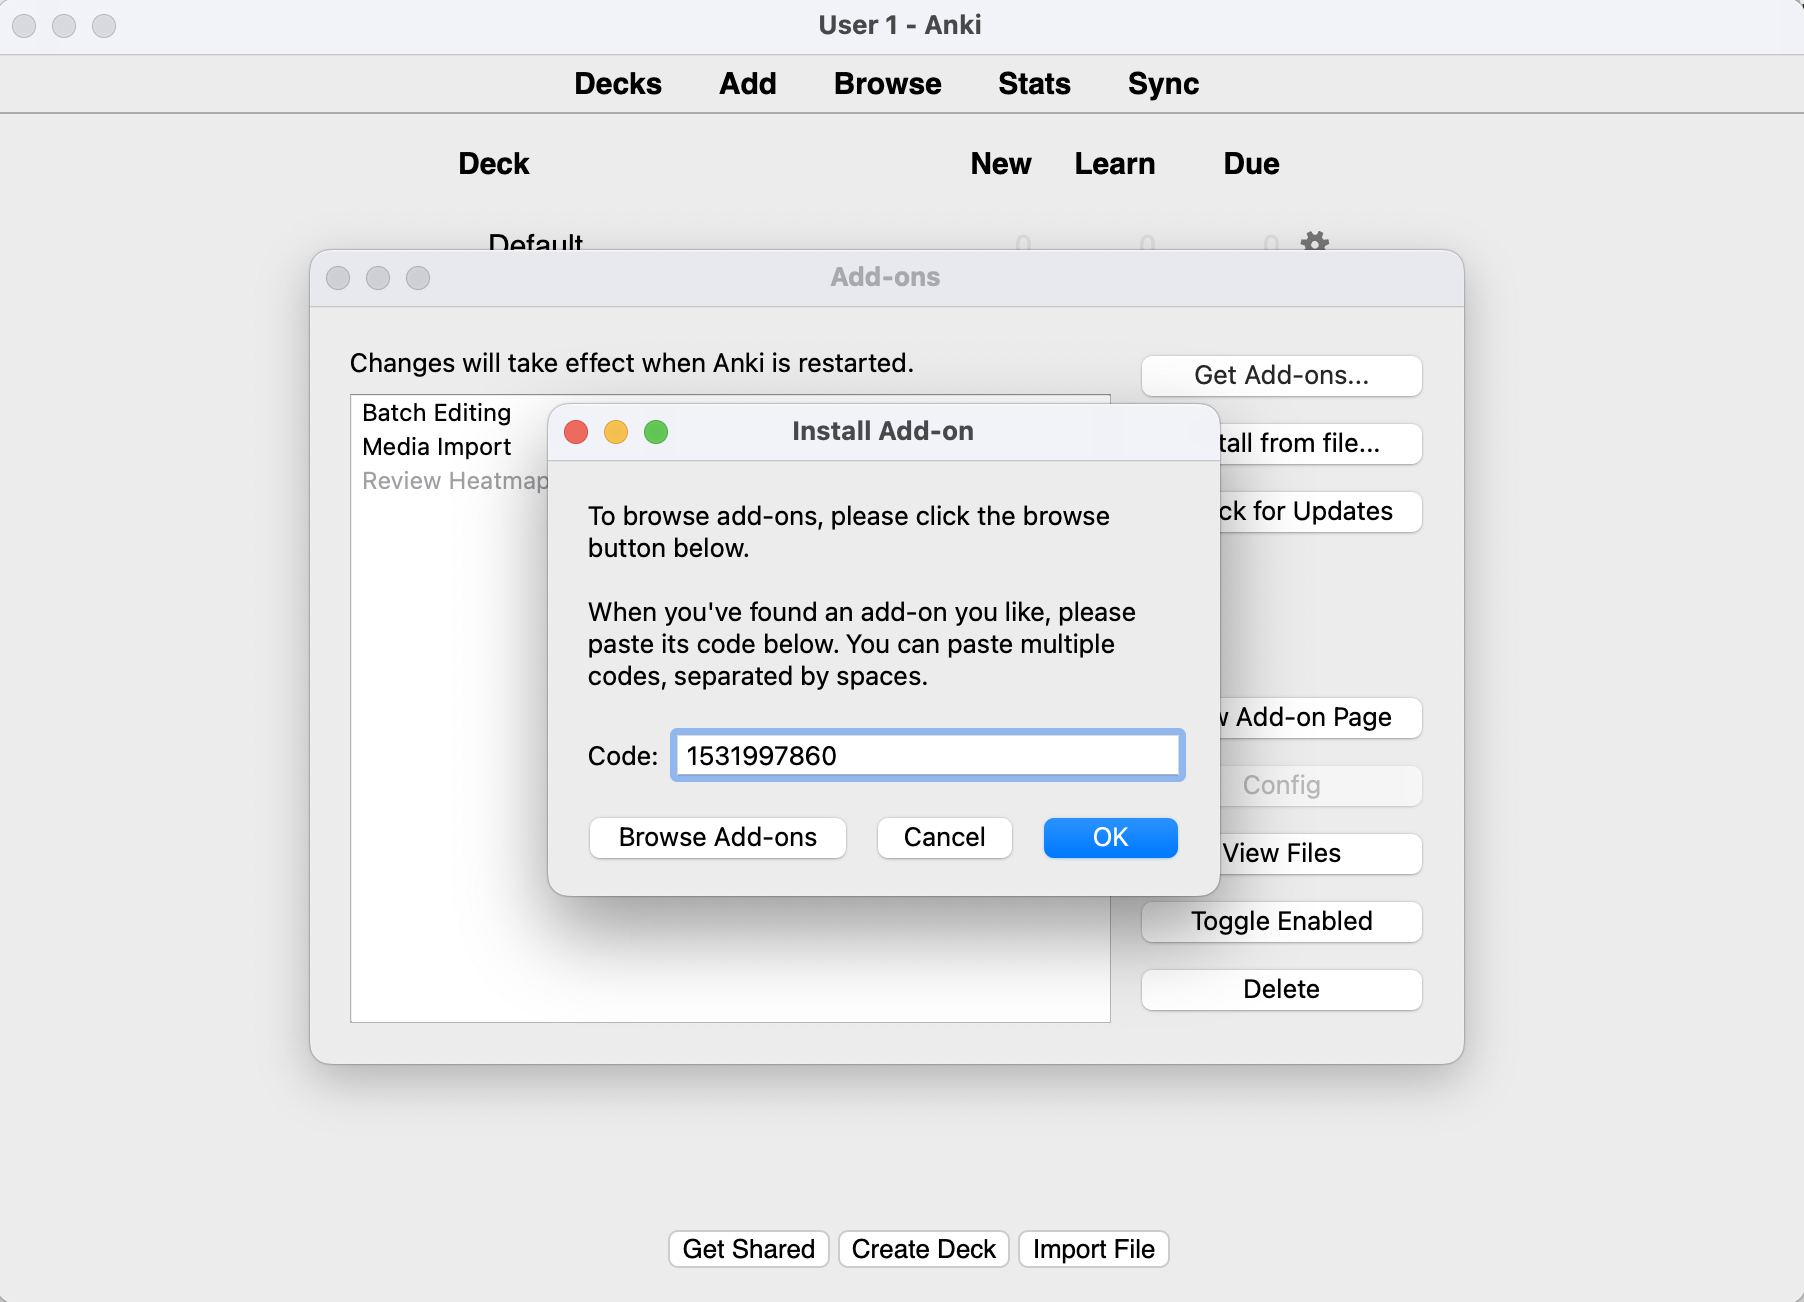 User 1 - Anki
Decks Add Browse Stats Sync
Deck New Learn Due
Default 0 0 0
Add-ons
Changes will take effect when Anki is restarted.
Get Add-ons...
Batch Editing
Media Import
Review Heatmap
Install Add-on
tall from file...
ck for Updates
To browse add-ons, please click the browse
button below.
When you've found an add-on you like, please
paste its code below. You can paste multiple
codes, separated by spaces.
Code: 1531997860
Browse Add-ons Cancel OK
w Add-on Page
Config
View Files
Toggle Enabled
Delete
Get Shared Create Deck Import File